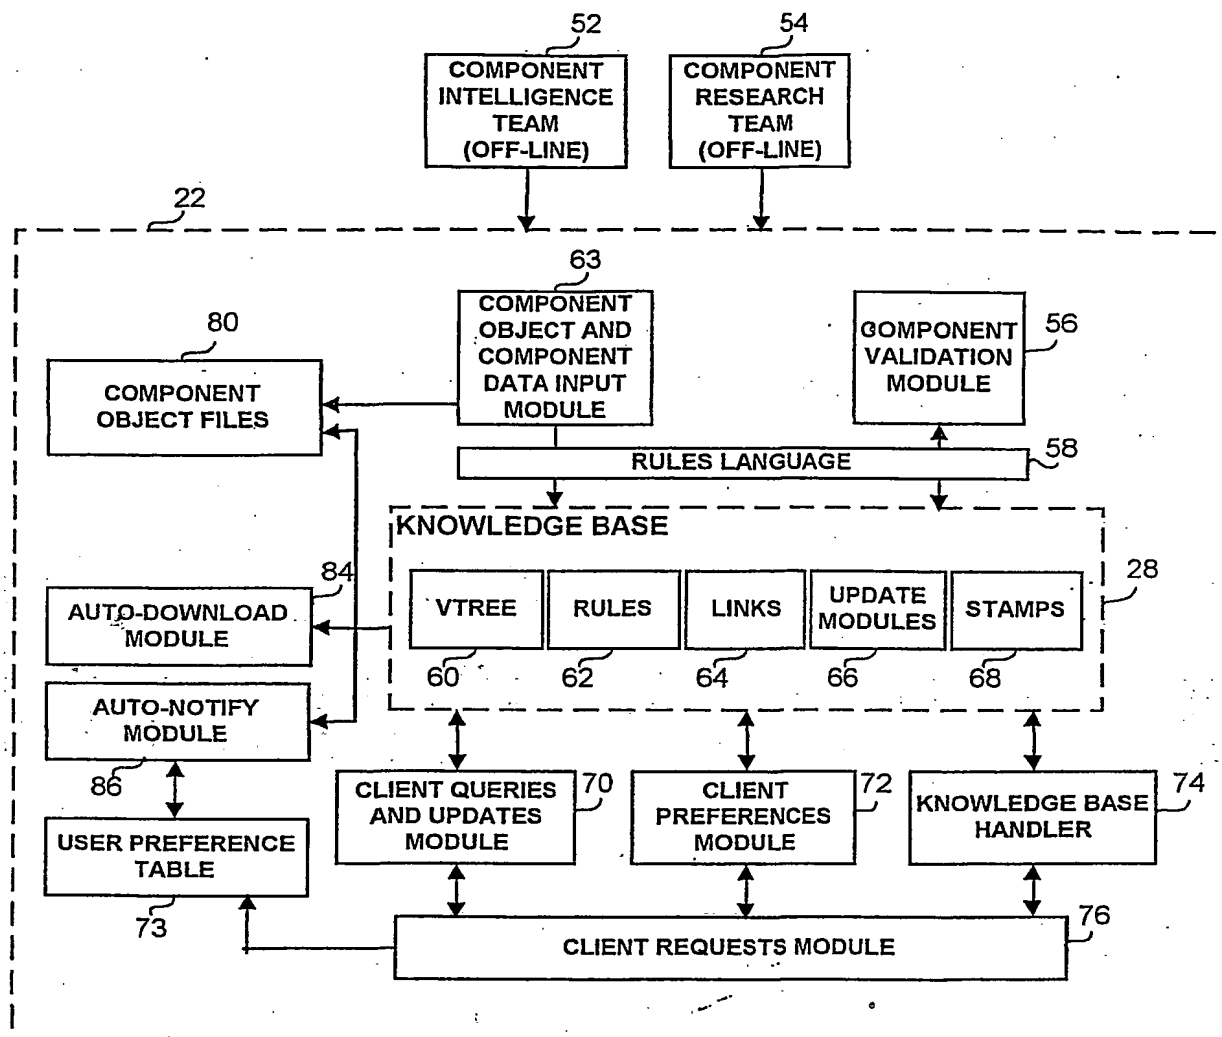 52
54
COMPONENT
INTELLIGENCE
TEAM
(OFF-LINE)
COMPONENT
RESEARCH
TEAM
(OFF-LINE)
22
63
COMPONENT
OBJECT AND
COMPONENT
DATA INPUT
MODULE
COMPONENT
VALIDATION
MODULE
56
80
COMPONENT
OBJECT FILES
RULES LANGUAGE
58
KNOWLEDGE BASE
VTREE
RULES
LINKS
UPDATE
MODULES
STAMPS
28
60
62
64
66
68
84
AUTO-DOWNLOAD
MODULE
AUTO-NOTIFY
MODULE
86
CLIENT QUERIES
AND UPDATES
MODULE
70
CLIENT
PREFERENCES
MODULE
72
KNOWLEDGE BASE
HANDLER
74
USER PREFERENCE
TABLE
73
CLIENT REQUESTS MODULE
76